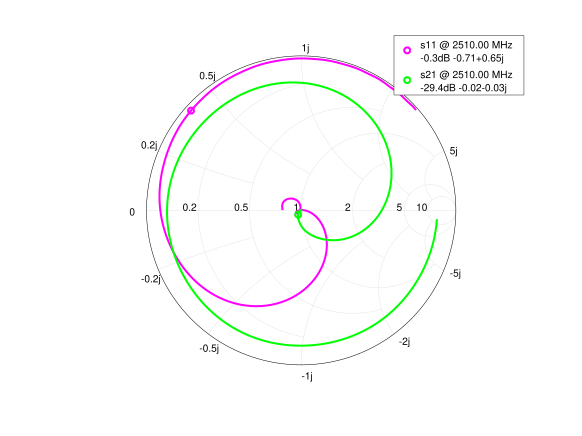 1j
s11 @ 2510.00 MHz
-0.3dB -0.71+0.65j
s21 @ 2510.00 MHz
-29.4dB -0.02-0.03j
0.5j
0.2j
5j
0
0.2
0.5
1
2
5
10
-0.2j
-5j
-0.5j
-2j
-1j